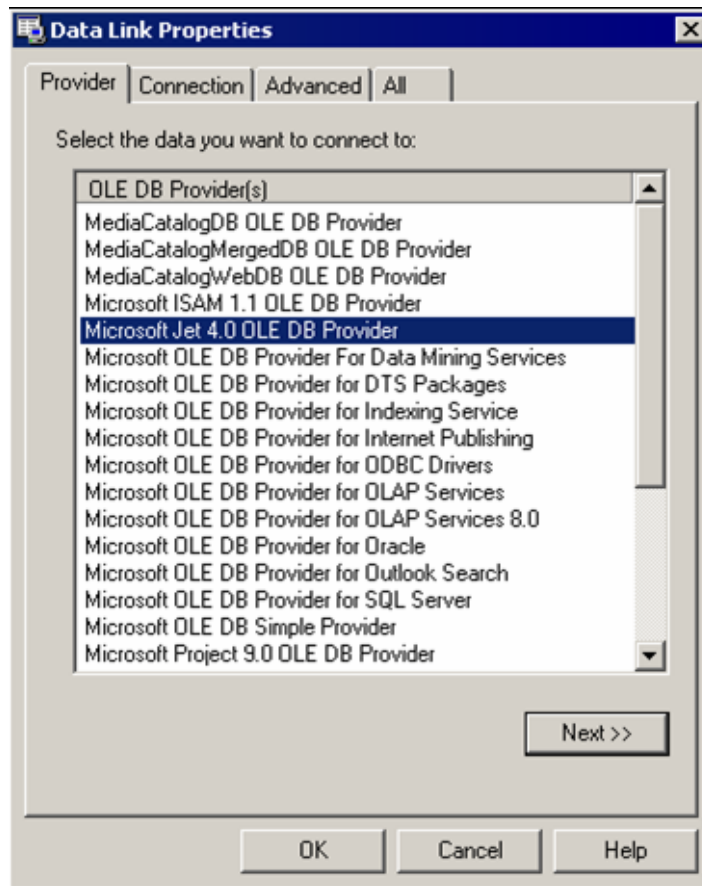 Data Link Properties
Provider Connection Advanced All
Select the data you want to connect to:
OLE DB Provider(s)
MediaCatalogDB OLE DB Provider
MediaCatalogMergedDB OLE DB Provider
MediaCatalogWebDB OLE DB Provider
Microsoft ISAM 1.1 OLE DB Provider
Microsoft Jet 4.0 OLE DB Provider
Microsoft OLE DB Provider For Data Mining Services
Microsoft OLE DB Provider for DTS Packages
Microsoft OLE DB Provider for Indexing Service
Microsoft OLE DB Provider for Internet Publishing
Microsoft OLE DB Provider for ODBC Drivers
Microsoft OLE DB Provider for OLAP Services
Microsoft OLE DB Provider for OLAP Services 8.0
Microsoft OLE DB Provider for Oracle
Microsoft OLE DB Provider for Outlook Search
Microsoft OLE DB Provider for SQL Server
Microsoft OLE DB Simple Provider
Microsoft Project 9.0 OLE DB Provider
Next >>
OK Cancel Help